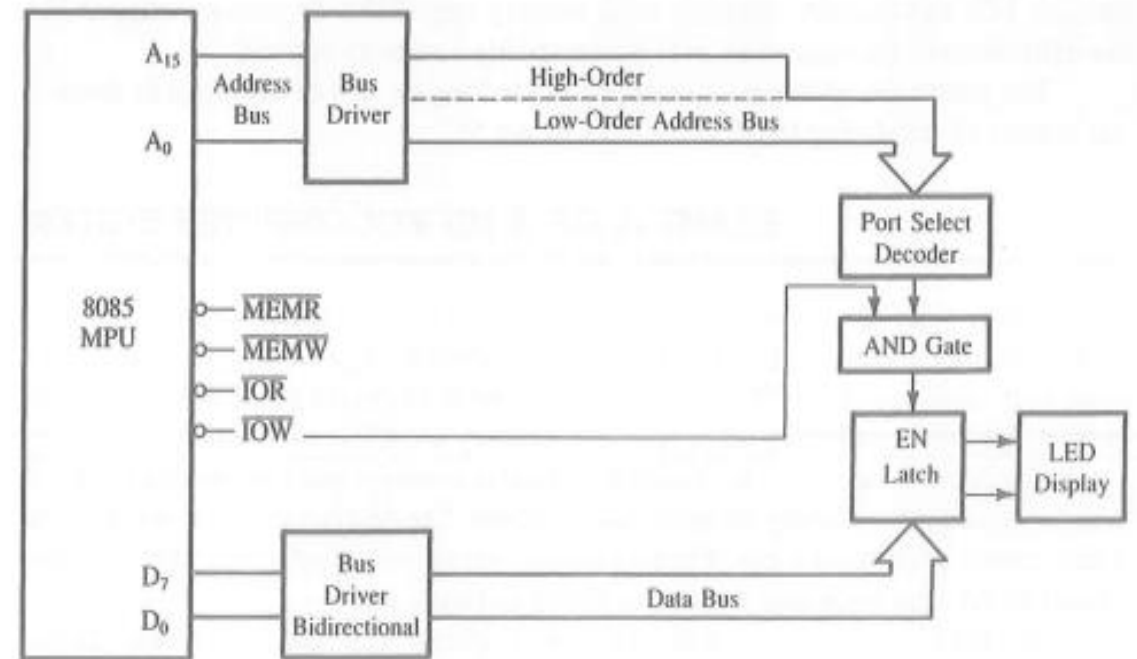 A15
Address
Bus
A0
Bus
Driver
High-Order
Low-Order Address Bus
Port Select
Decoder
8085
MPU
MEMR
MEMW
IOR
IOW
AND Gate
EN
Latch
LED
Display
D7
D0
Bus
Driver
Bidirectional
Data Bus